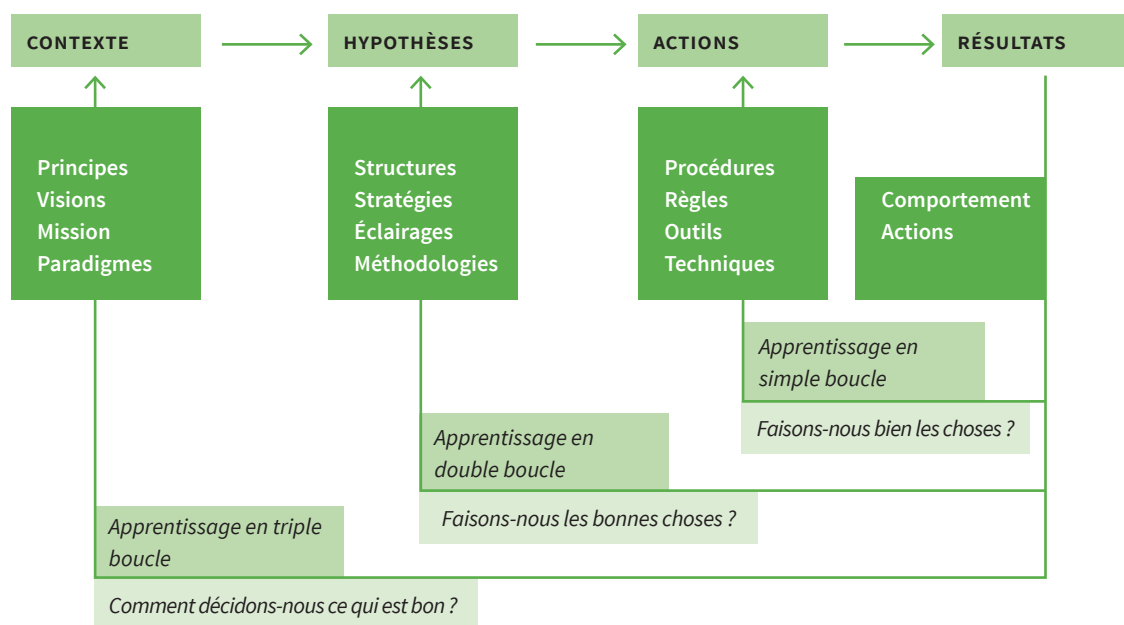 CONTEXTE
HYPOTHÈSES
ACTIONS
RÉSULTATS
Principes
Visions
Mission
Paradigmes
Structures
Stratégies
Éclairages
Méthodologies
Procédures
Règles
Outils
Techniques
Comportement
Actions
Apprentissage en
simple boucle
Faisons-nous bien les choses ?
Apprentissage en
double boucle
Faisons-nous les bonnes choses ?
Apprentissage en triple
boucle
Comment décidons-nous ce qui est bon ?